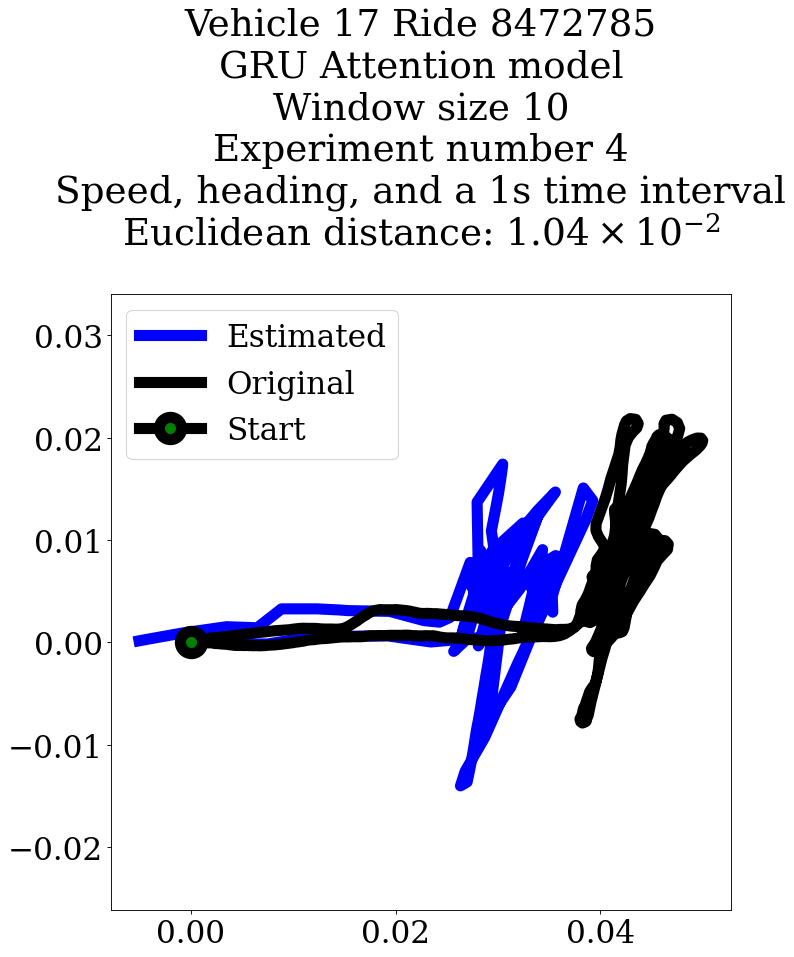 Vehicle 17 Ride 8472785
GRU Attention model
Window size 10
Experiment number 4
Speed, heading, and a 1s time interval
Euclidean distance: 1.04 × 10⁻²
Estimated
Original
Start
0.03
0.02
0.01
0.00
−0.01
−0.02
0.00 0.02 0.04